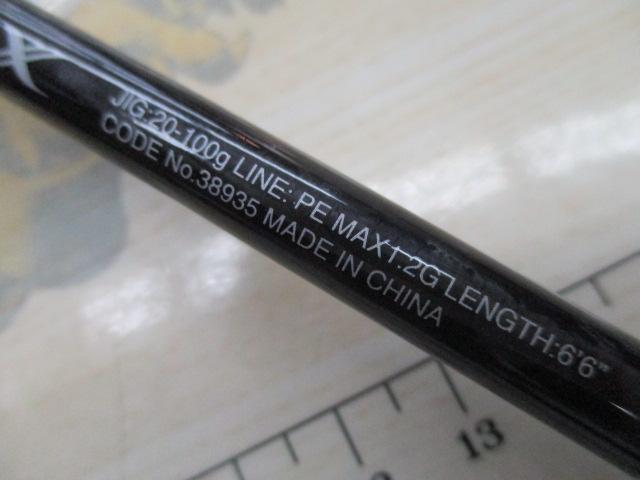 X
JIG:20-100g LINE: PE MAX1.2G LENGTH:6'6"
CODE No.38935 MADE IN CHINA
13